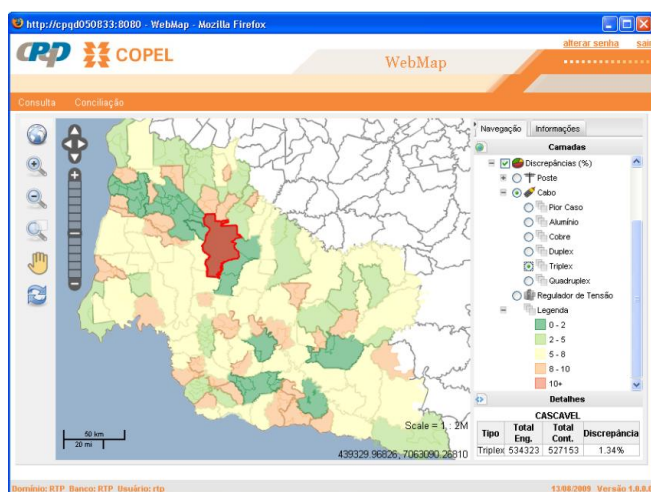 http://cpqd050833:8080 - WebMap - Mozilla Firefox
CPqD COPEL
WebMap
alterar senha sair
Consulta Conciliação
Navegação Informações
Camadas
Discrepâncias (%)
Poste
Cabo
Pior Caso
Alumínio
Cobre
Duplex
Triplex
Quadruplex
Regulador de Tensão
Legenda
0 - 2
2 - 5
5 - 8
8 - 10
10+
Detalhes
CASCAVEL
Tipo Total Eng. Total Cont. Discrepância
Triplex 534323 527153 1.34%
50 km
20 mi
Scale = 1 : 2M
439329.96826, 7063090.26810
Domínio: RTP Banco: RTP Usuário: rtp
13/08/2009 Versão